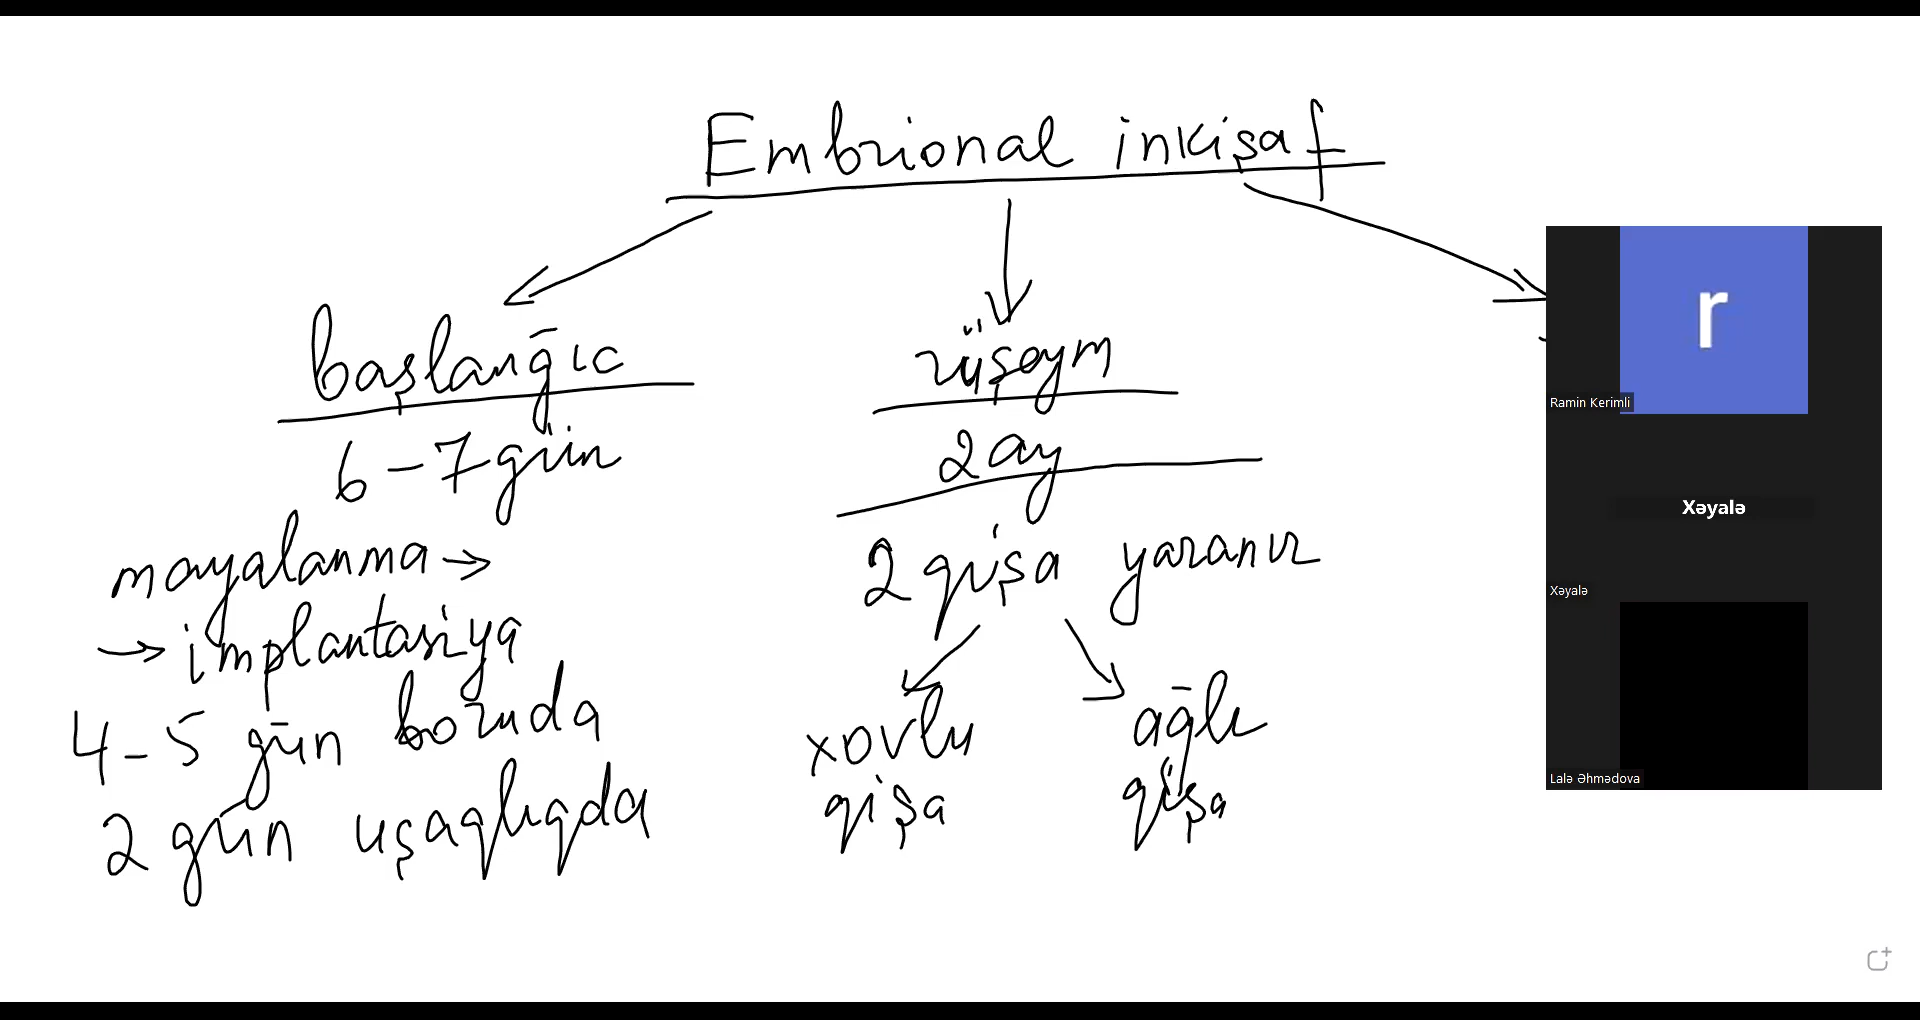 Embrional inkişaf
başlanğıc
6-7 gün
mayalanma →
→ implantasiya
4-5 gün boruda
2 gün uşaqlıqda
rüşeym
2 ay
2 qişa yaranır
xovlu
qişa
ağlı
qişa
r
Ramin Kerimli
Xəyalə
Xəyalə
Lalə Əhmədova